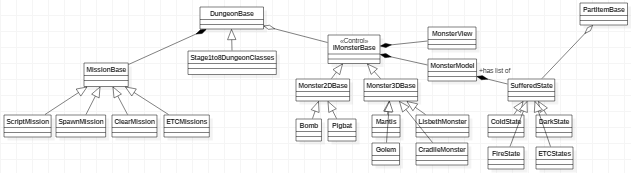 DungeonBase
PartItemBase
«Control»
IMonsterBase
MonsterView
Stage1to8DungeonClasses
MissionBase
MonsterModel
+has list of
Monster2DBase
Monster3DBase
SufferedState
ScriptMission
SpawnMission
ClearMission
ETCMissions
Bomb
Pigbat
Mantis
LisbethMonster
ColdState
DarkState
Golem
CradileMonster
FireState
ETCStates